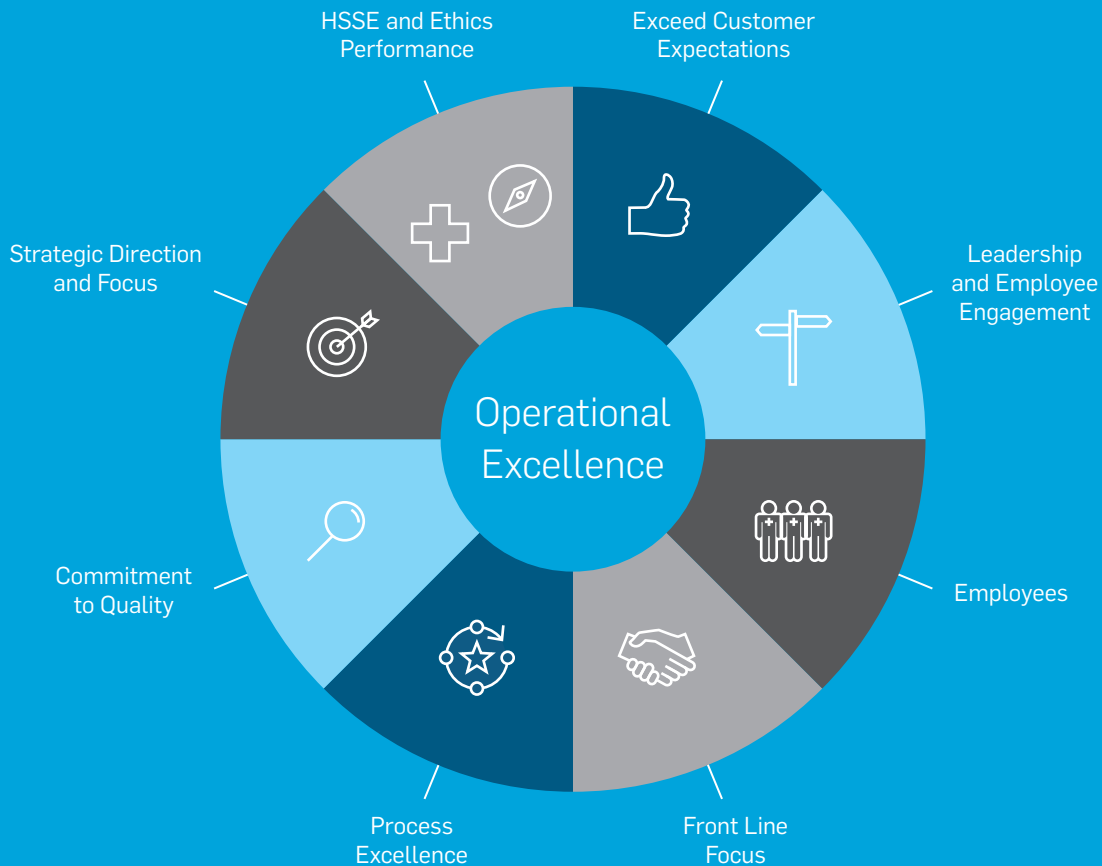 HSSE and Ethics
Performance
Exceed Customer
Expectations
Strategic Direction
and Focus
Leadership
and Employee
Engagement
Operational
Excellence
Commitment
to Quality
Employees
Process
Excellence
Front Line
Focus